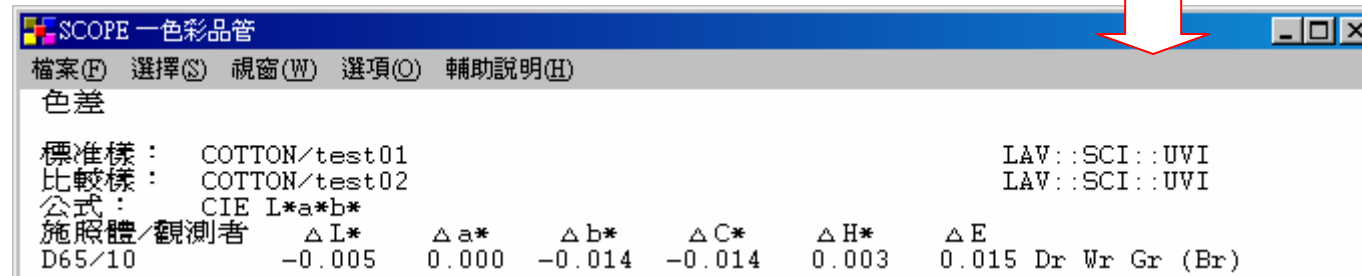 SCOPE 一色彩品管
檔案(F) 選擇(S) 視窗(W) 選項(O) 輔助說明(H)
色差
標准樣： COTTON/test01 LAV::SCI::UVI
比較樣： COTTON/test02 LAV::SCI::UVI
公式： CIE L*a*b*
施照體/觀測者 △L* △a* △b* △C* △H* △E
D65/10 -0.005 0.000 -0.014 -0.014 0.003 0.015 Dr Wr Gr (Br)